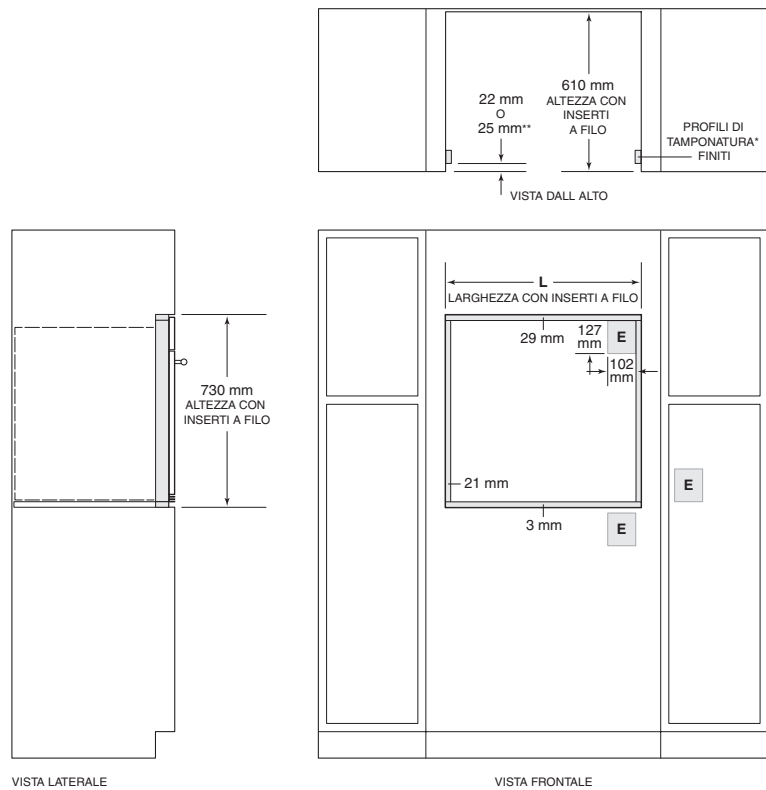 610 mm
ALTEZZA CON
INSERTI
A FILO
22 mm
O
25 mm**
PROFILI DI
TAMPONATURA*
FINITI
VISTA DALL ALTO
L
LARGHEZZA CON INSERTI A FILO
29 mm
127
mm
E
102
mm
730 mm
ALTEZZA CON
INSERTI A FILO
21 mm
E
3 mm
E
VISTA LATERALE
VISTA FRONTALE